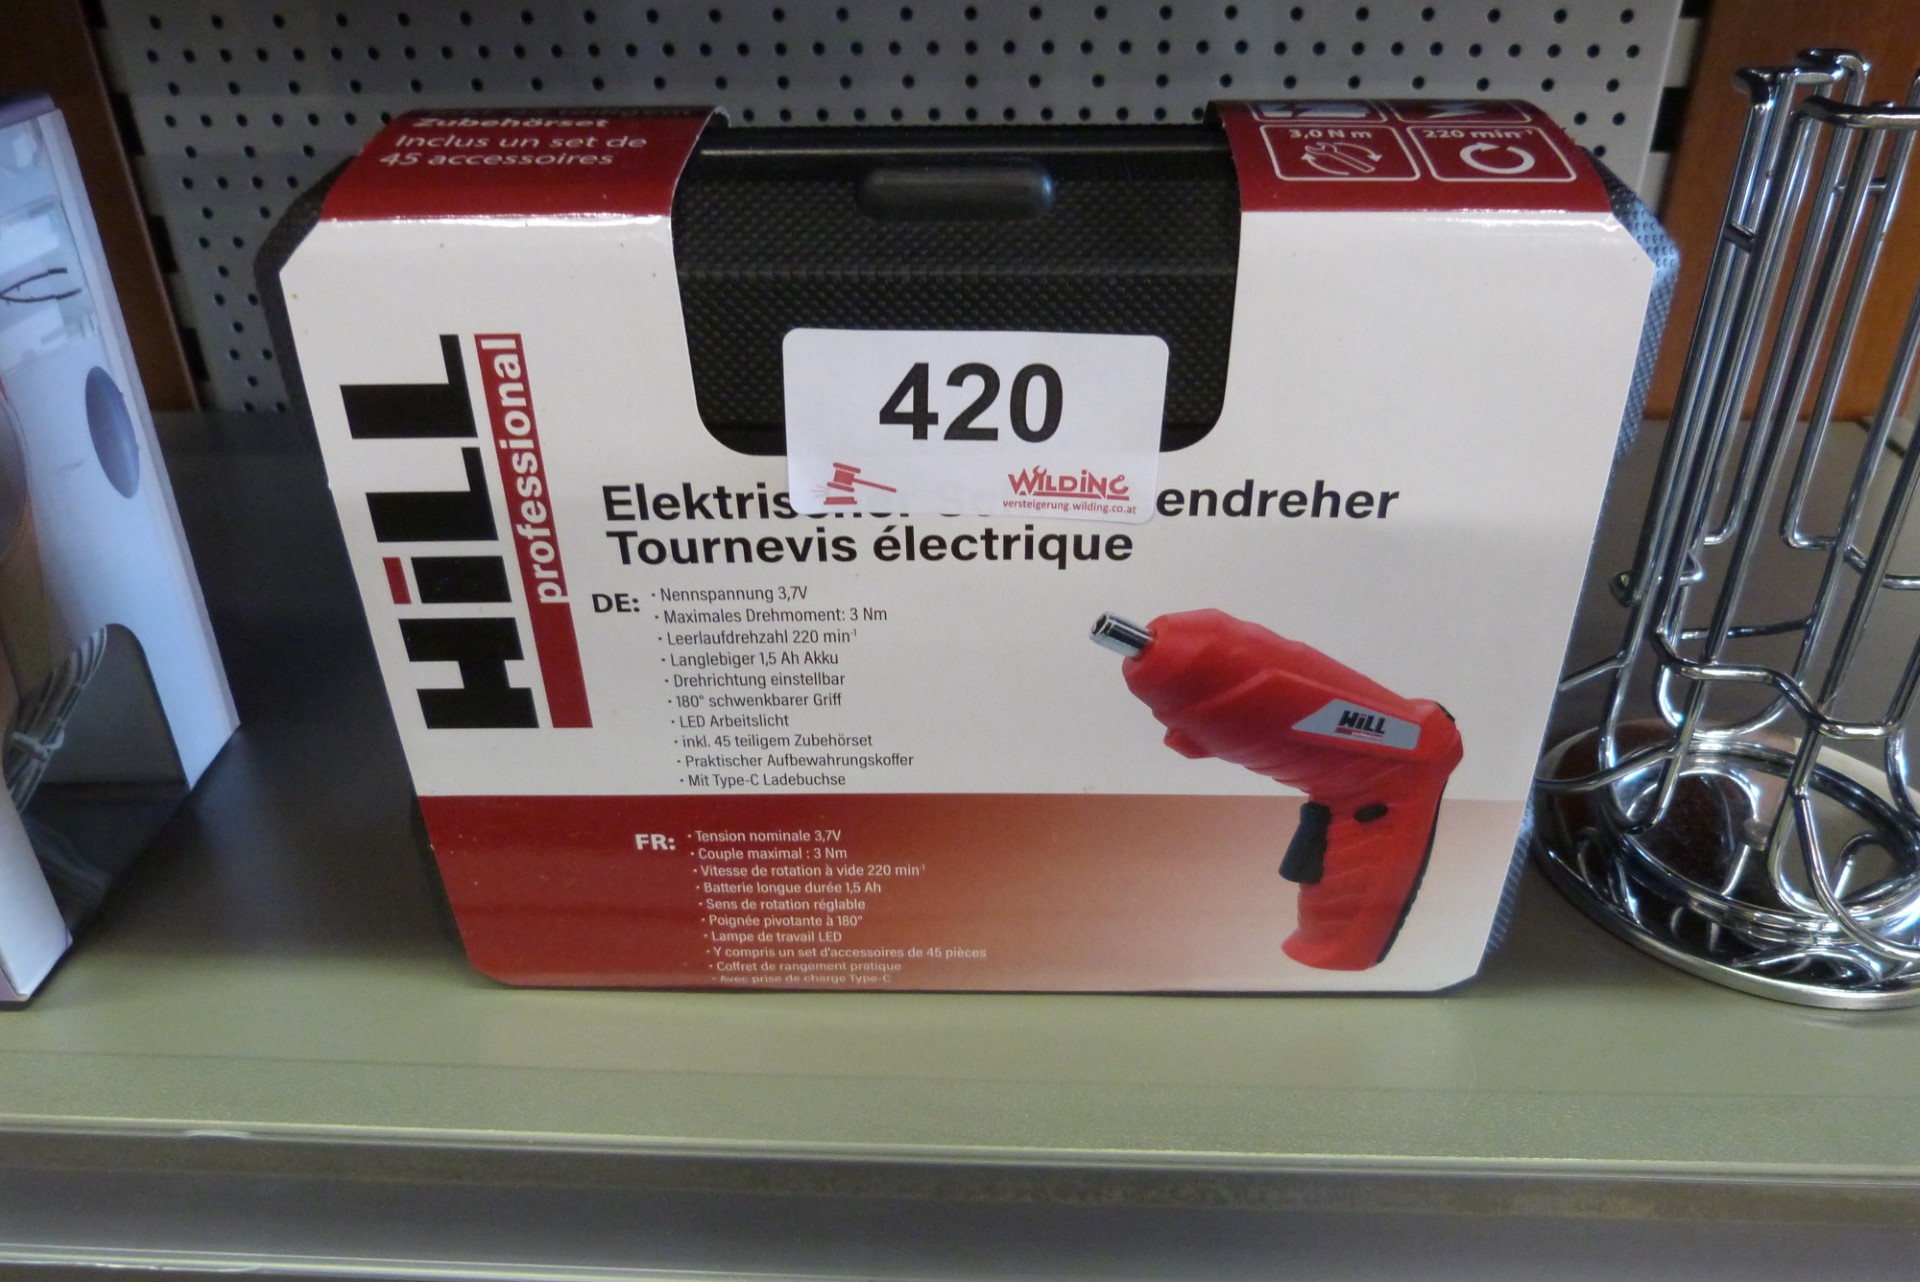 Zubehörset
Inclus un set de
45 accessoires
3,0 N m
220 min⁻¹
HiLL
professional
420
WiLDiNG
versteigerung.wilding.co.at
endreher
Tournevis électrique
DE:
· Nennspannung 3,7V
· Maximales Drehmoment: 3 Nm
· Leerlaufdrehzahl 220 min⁻¹
· Langlebiger 1,5 Ah Akku
· Drehrichtung einstellbar
· 180° schwenkbarer Griff
· LED Arbeitslicht
· inkl. 45 teiligem Zubehörset
· Praktischer Aufbewahrungskoffer
· Mit Type-C Ladebuchse
HiLL
FR:
· Tension nominale 3,7V
· Couple maximal : 3 Nm
· Vitesse de rotation à vide 220 min⁻¹
· Batterie longue durée 1,5 Ah
· Sens de rotation réglable
· Poignée pivotante à 180°
· Lampe de travail LED
· Y compris un set d'accessoires de 45 pièces
· Coffret de rangement pratique
· Avec prise de charge Type-C